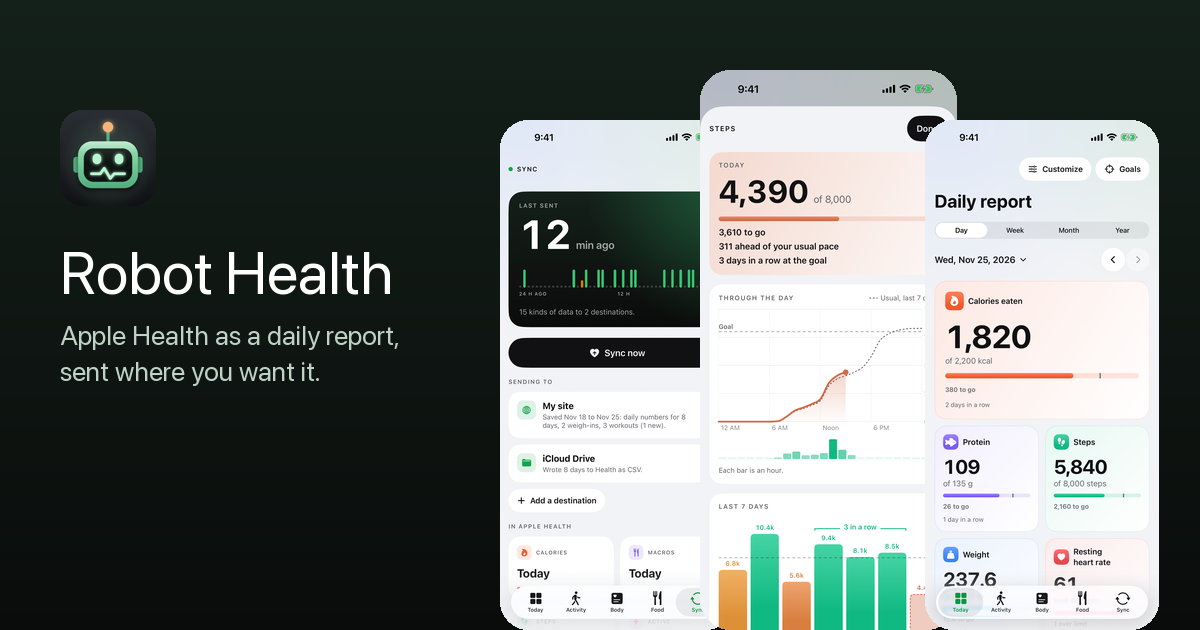 Robot Health
Apple Health as a daily report,
sent where you want it.
9:41
SYNC
LAST SENT
12 min ago
24 H AGO
12 H
15 kinds of data to 2 destinations.
Sync now
SENDING TO
My site
Saved Nov 18 to Nov 25: daily numbers for 8
days, 2 weigh-ins, 3 workouts (1 new).
iCloud Drive
Wrote 8 days to Health as CSV.
+ Add a destination
IN APPLE HEALTH
CALORIES
MACROS
Today
Today
Today
Activity
Body
Food
Sync
9:41
STEPS
TODAY
4,390 of 8,000
3,610 to go
311 ahead of your usual pace
3 days in a row at the goal
THROUGH THE DAY
Usual, last 7
Goal
12 AM
6 AM
Noon
6 PM
Each bar is an hour.
LAST 7 DAYS
3 in a row
6.8k
10.4k
5.6k
9.4k
8.1k
8.5k
9:41
Customize
Goals
Daily report
Day
Week
Month
Year
Wed, Nov 25, 2026
Calories eaten
1,820
of 2,200 kcal
380 to go
2 days in a row
Protein
109
of 135 g
26 to go
1 day in a row
Steps
5,840
of 8,000 steps
2,160 to go
Weight
237.6
Resting
heart rate
61
Today
Activity
Body
Food
Sync